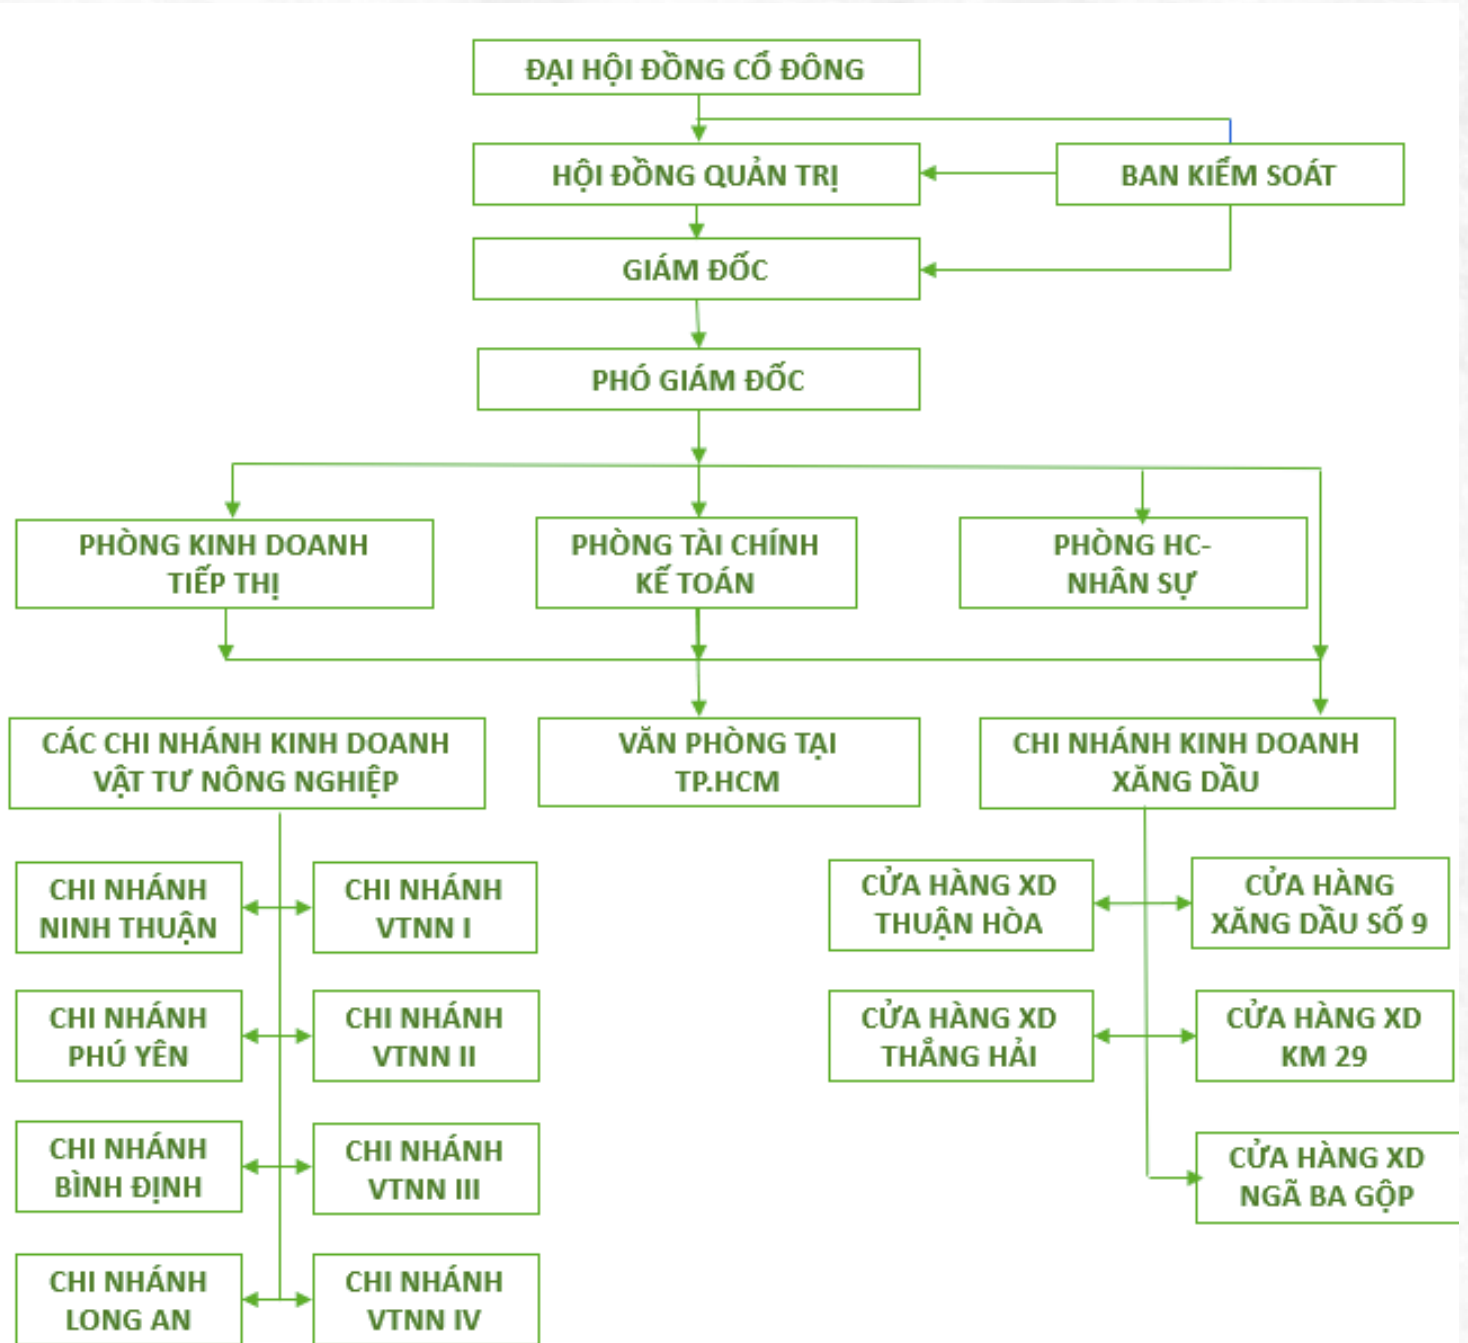 ĐẠI HỘI ĐỒNG CỔ ĐÔNG
HỘI ĐỒNG QUẢN TRỊ
BAN KIỂM SOÁT
GIÁM ĐỐC
PHÓ GIÁM ĐỐC
PHÒNG KINH DOANH
TIẾP THỊ
PHÒNG TÀI CHÍNH
KẾ TOÁN
PHÒNG HC-
NHÂN SỰ
CÁC CHI NHÁNH KINH DOANH
VẬT TƯ NÔNG NGHIỆP
VĂN PHÒNG TẠI
TP.HCM
CHI NHÁNH KINH DOANH
XĂNG DẦU
CHI NHÁNH
NINH THUẬN
CHI NHÁNH
VTNN I
CỬA HÀNG XD
THUẬN HÒA
CỬA HÀNG
XĂNG DẦU SỐ 9
CHI NHÁNH
PHÚ YÊN
CHI NHÁNH
VTNN II
CỬA HÀNG XD
THẮNG HẢI
CỬA HÀNG XD
KM 29
CHI NHÁNH
BÌNH ĐỊNH
CHI NHÁNH
VTNN III
CỬA HÀNG XD
NGÃ BA GỘP
CHI NHÁNH
LONG AN
CHI NHÁNH
VTNN IV